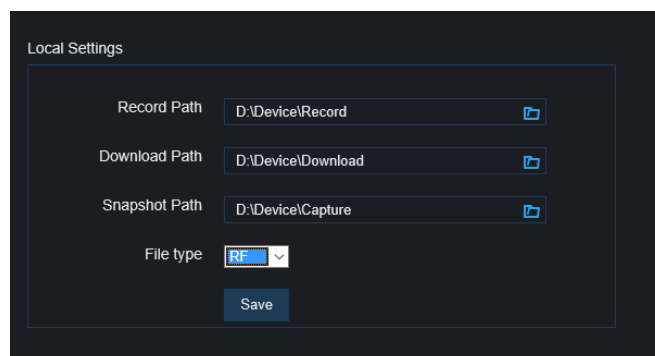 Local Settings
Record Path D:\Device\Record
Download Path D:\Device\Download
Snapshot Path D:\Device\Capture
File type RF
Save